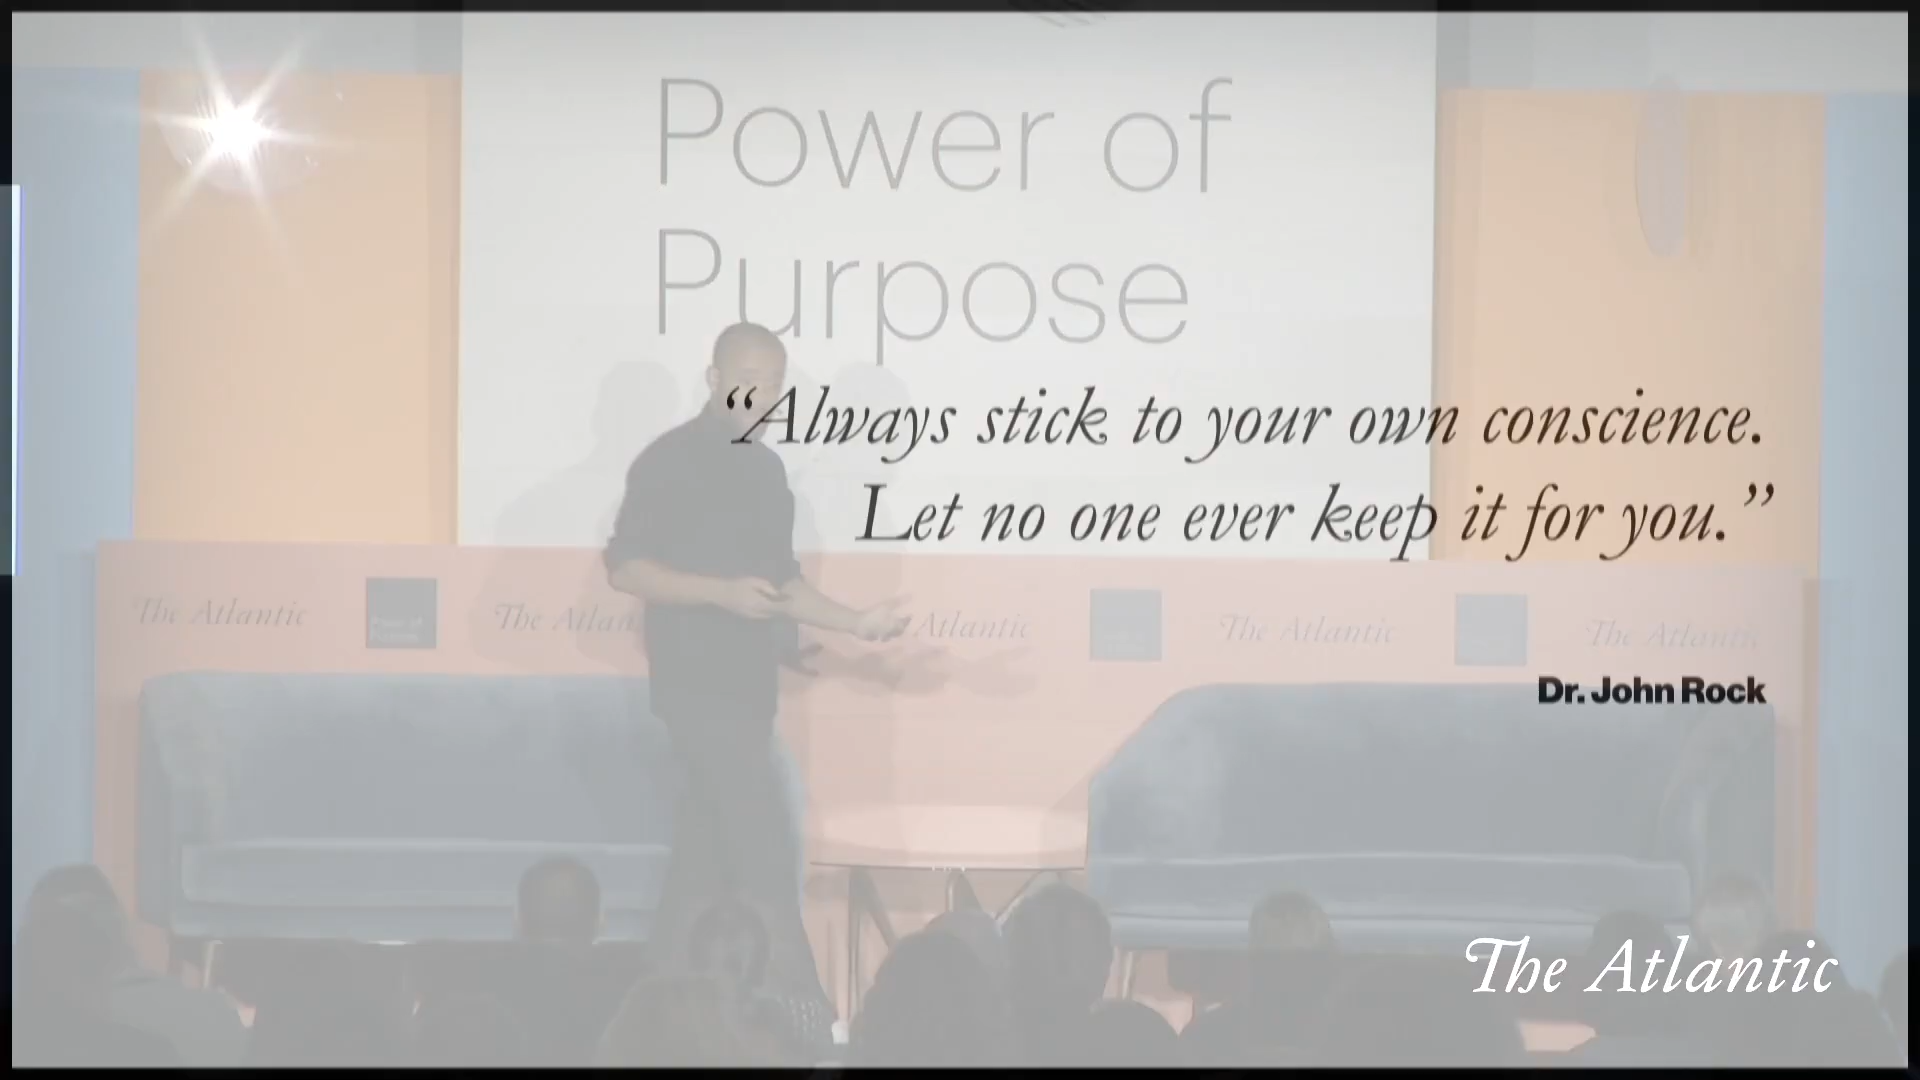 Power of
Purpose
“Always stick to your own conscience.
Let no one ever keep it for you.”
The Atlantic
The Atlan
Atlantic
The Atlantic
The Atlantic
Dr. John Rock
The Atlantic